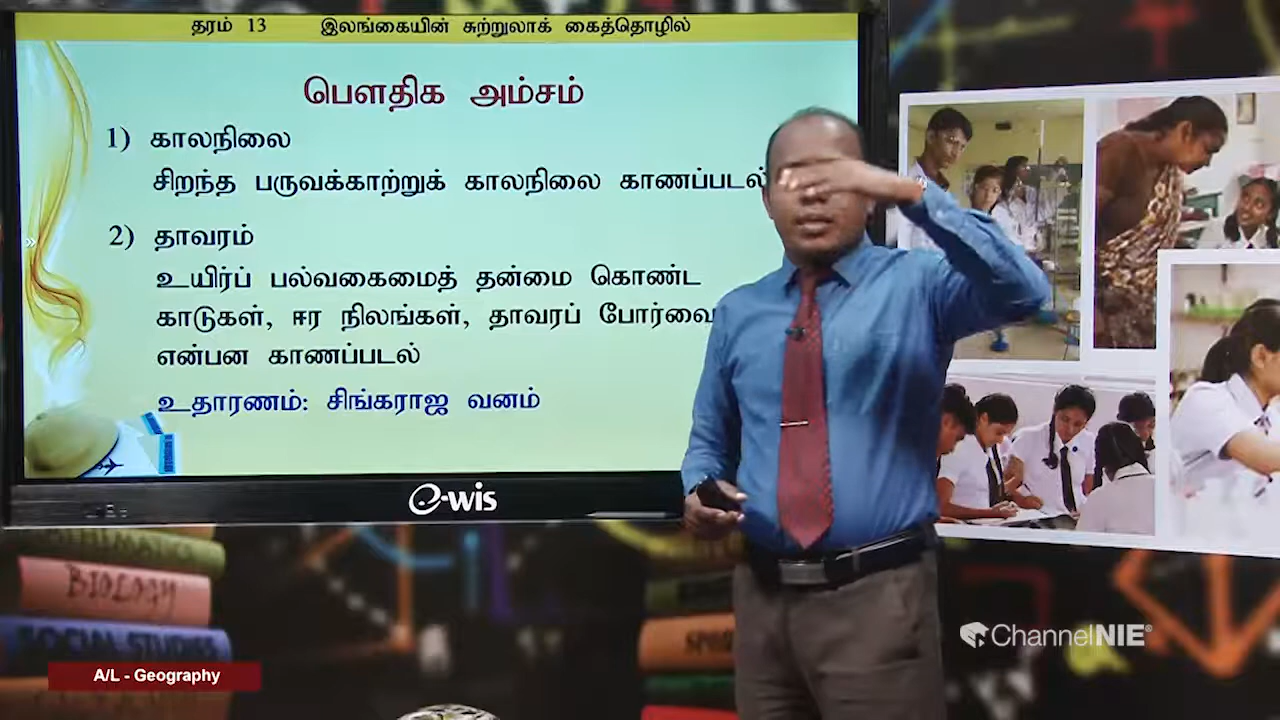 தரம் 13 இலங்கையின் சுற்றுலாக் கைத்தொழில்
பௌதிக அம்சம்
1) காலநிலை
சிறந்த பருவக்காற்றுக் காலநிலை காணப்படல்
2) தாவரம்
உயிர்ப் பல்வகைமைத் தன்மை கொண்ட
காடுகள், ஈர நிலங்கள், தாவரப் போர்வை
என்பன காணப்படல்
உதாரணம்: சிங்கராஜ வனம்
e-wis
BIOLOGY
SOCIAL STUDIES
ChannelNIE®
A/L - Geography